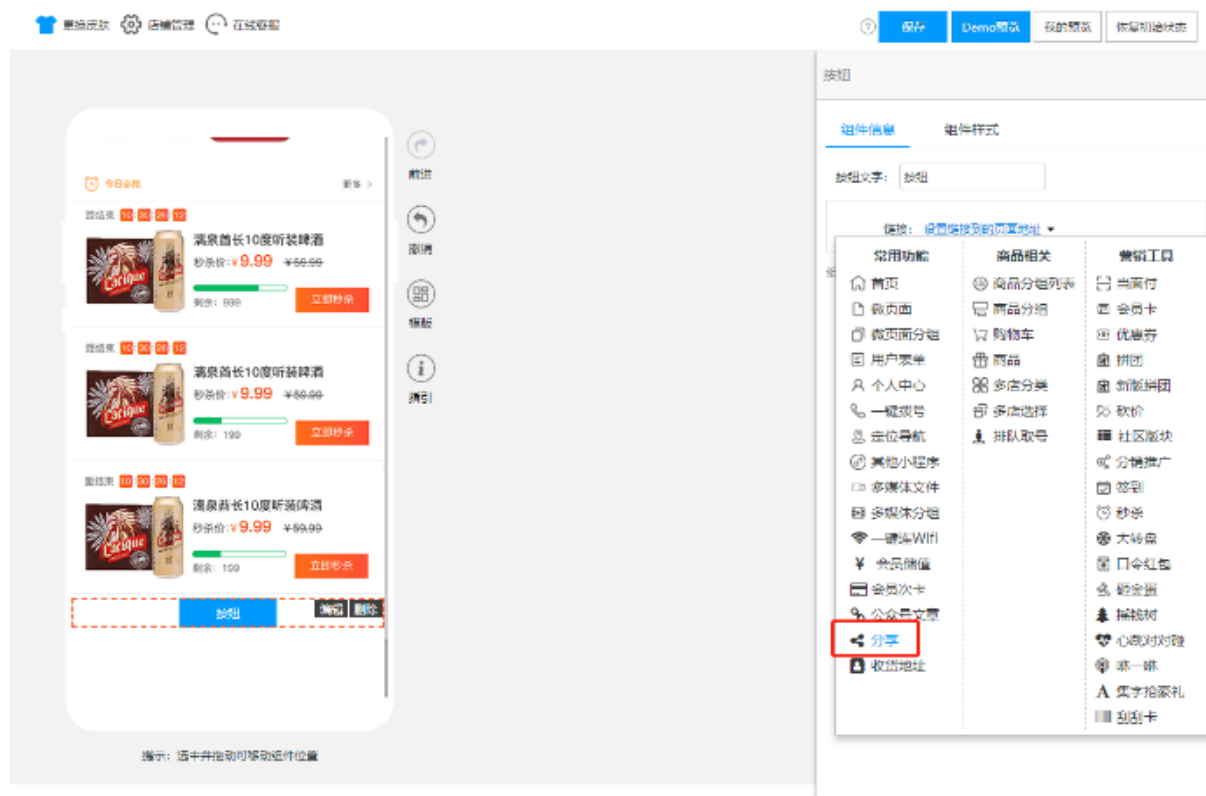 更换皮肤 店铺管理 在线客服
? 保存 Demo预览 我的预览 恢复初始状态
今日必抢 更多 >
距结束 10:30:26:12
漓泉酋长10度听装啤酒
秒杀价:¥9.99 ¥59.99
剩余: 999 立即秒杀
距结束 10:30:26:12
漓泉酋长10度听装啤酒
秒杀价:¥9.99 ¥59.99
剩余: 199 立即秒杀
距结束 10:30:26:12
漓泉酋长10度听装啤酒
秒杀价:¥9.99 ¥59.99
剩余: 199 立即秒杀
按钮 编辑 删除
提示: 选中并拖动可移动组件位置
前进
撤销
模版
指引
按钮
组件信息 组件样式
按钮文字: 按钮
链接: 设置链接到的页面地址
常用功能
首页
微页面
微页面分组
用户表单
个人中心
一键拨号
定位导航
其他小程序
多媒体文件
多媒体分组
一键连Wifi
会员储值
会员次卡
公众号文章
分享
收货地址
商品相关
商品分组列表
商品分组
购物车
商品
多店分类
多店选择
排队取号
营销工具
当面付
会员卡
优惠券
拼团
新版拼团
砍价
社区版块
分销推广
签到
秒杀
大转盘
口令红包
砸金蛋
摇钱树
心跳对对碰
咻一咻
集字抢豪礼
刮刮卡